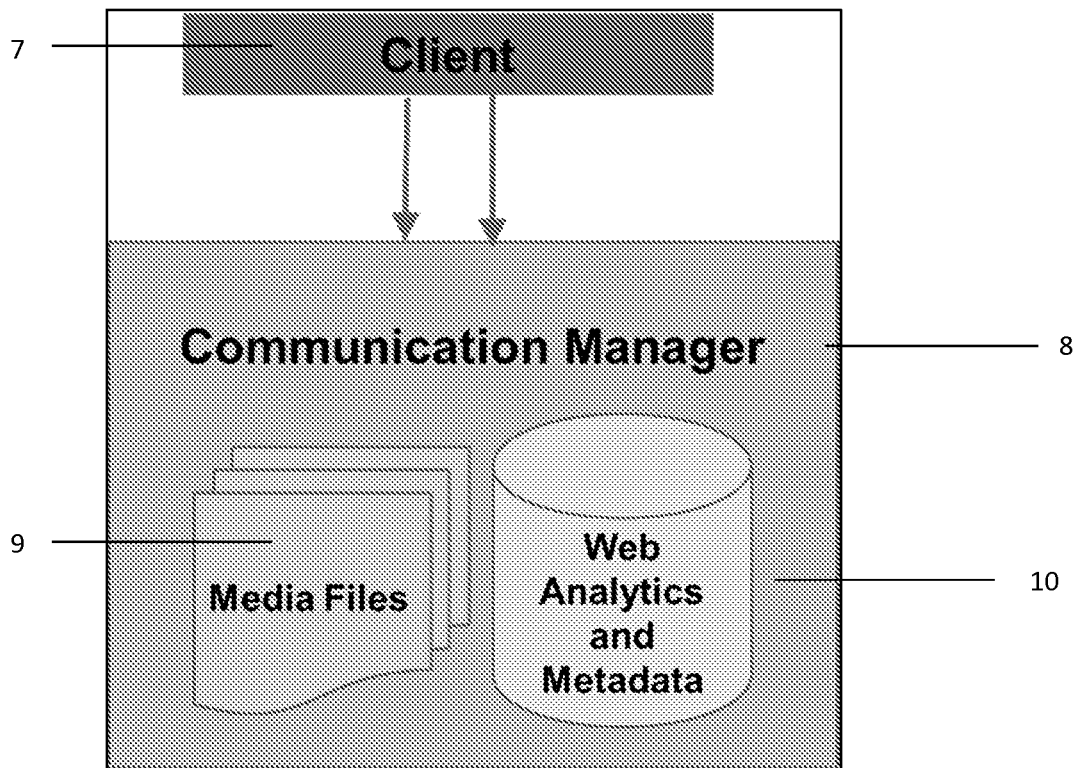 7
Client
Communication Manager
8
9
Media Files
Web
Analytics
and
Metadata
10